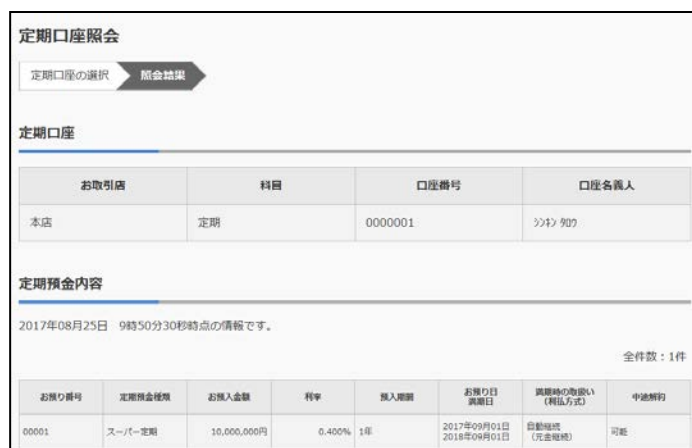 定期口座照会
定期口座の選択 照会結果
定期口座
お取引店 科目 口座番号 口座名義人
本店 定期 0000001 ｼﾝｷﾝ ﾀﾛｳ
定期預金内容
2017年08月25日 9時50分30秒時点の情報です。
全件数：1件
お預り番号 定期預金種類 お預入金額 利率 預入期間 お預り日 満期時の取扱い 中途解約
満期日 (利払方式)
00001 スーパー定期 10,000,000円 0.400% 1年 2017年09月01日 自動継続 可能
2018年09月01日 (元金継続)